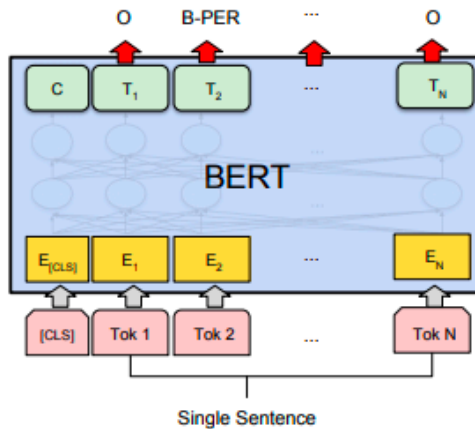 O B-PER ... O
C T1 T2 ... TN
...
BERT
...
E[CLS] E1 E2 ... EN
[CLS] Tok 1 Tok 2 ... Tok N
Single Sentence